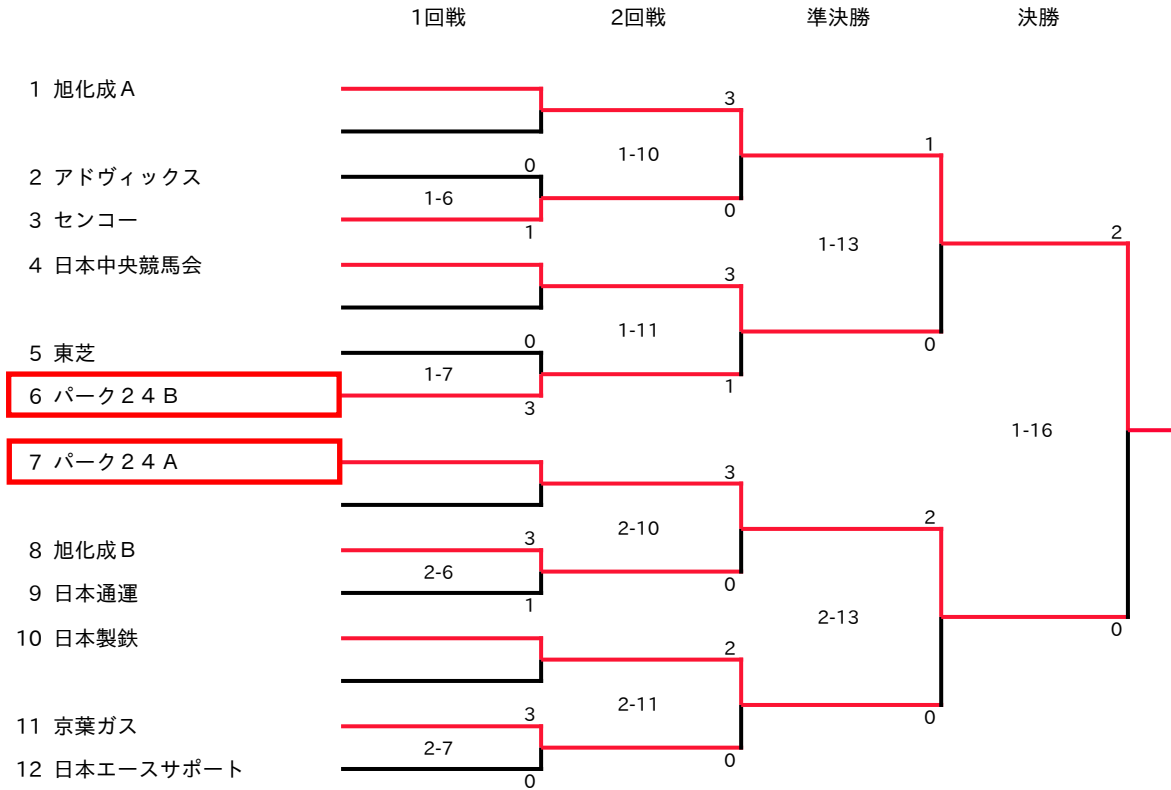 1回戦 2回戦 準決勝 決勝
1 旭化成A
3
1
1-10
2 アドヴィックス
0
1-6
3 センコー
1
0
2
1-13
4 日本中央競馬会
3
1-11
5 東芝
0
0
1-7
6 パーク24B
3
1
1-16
7 パーク24A
3
2
2-10
8 旭化成B
3
2-6
0
9 日本通運
1
2-13
0
10 日本製鉄
2
2-11
11 京葉ガス
3
0
2-7
0
12 日本エースサポート
0